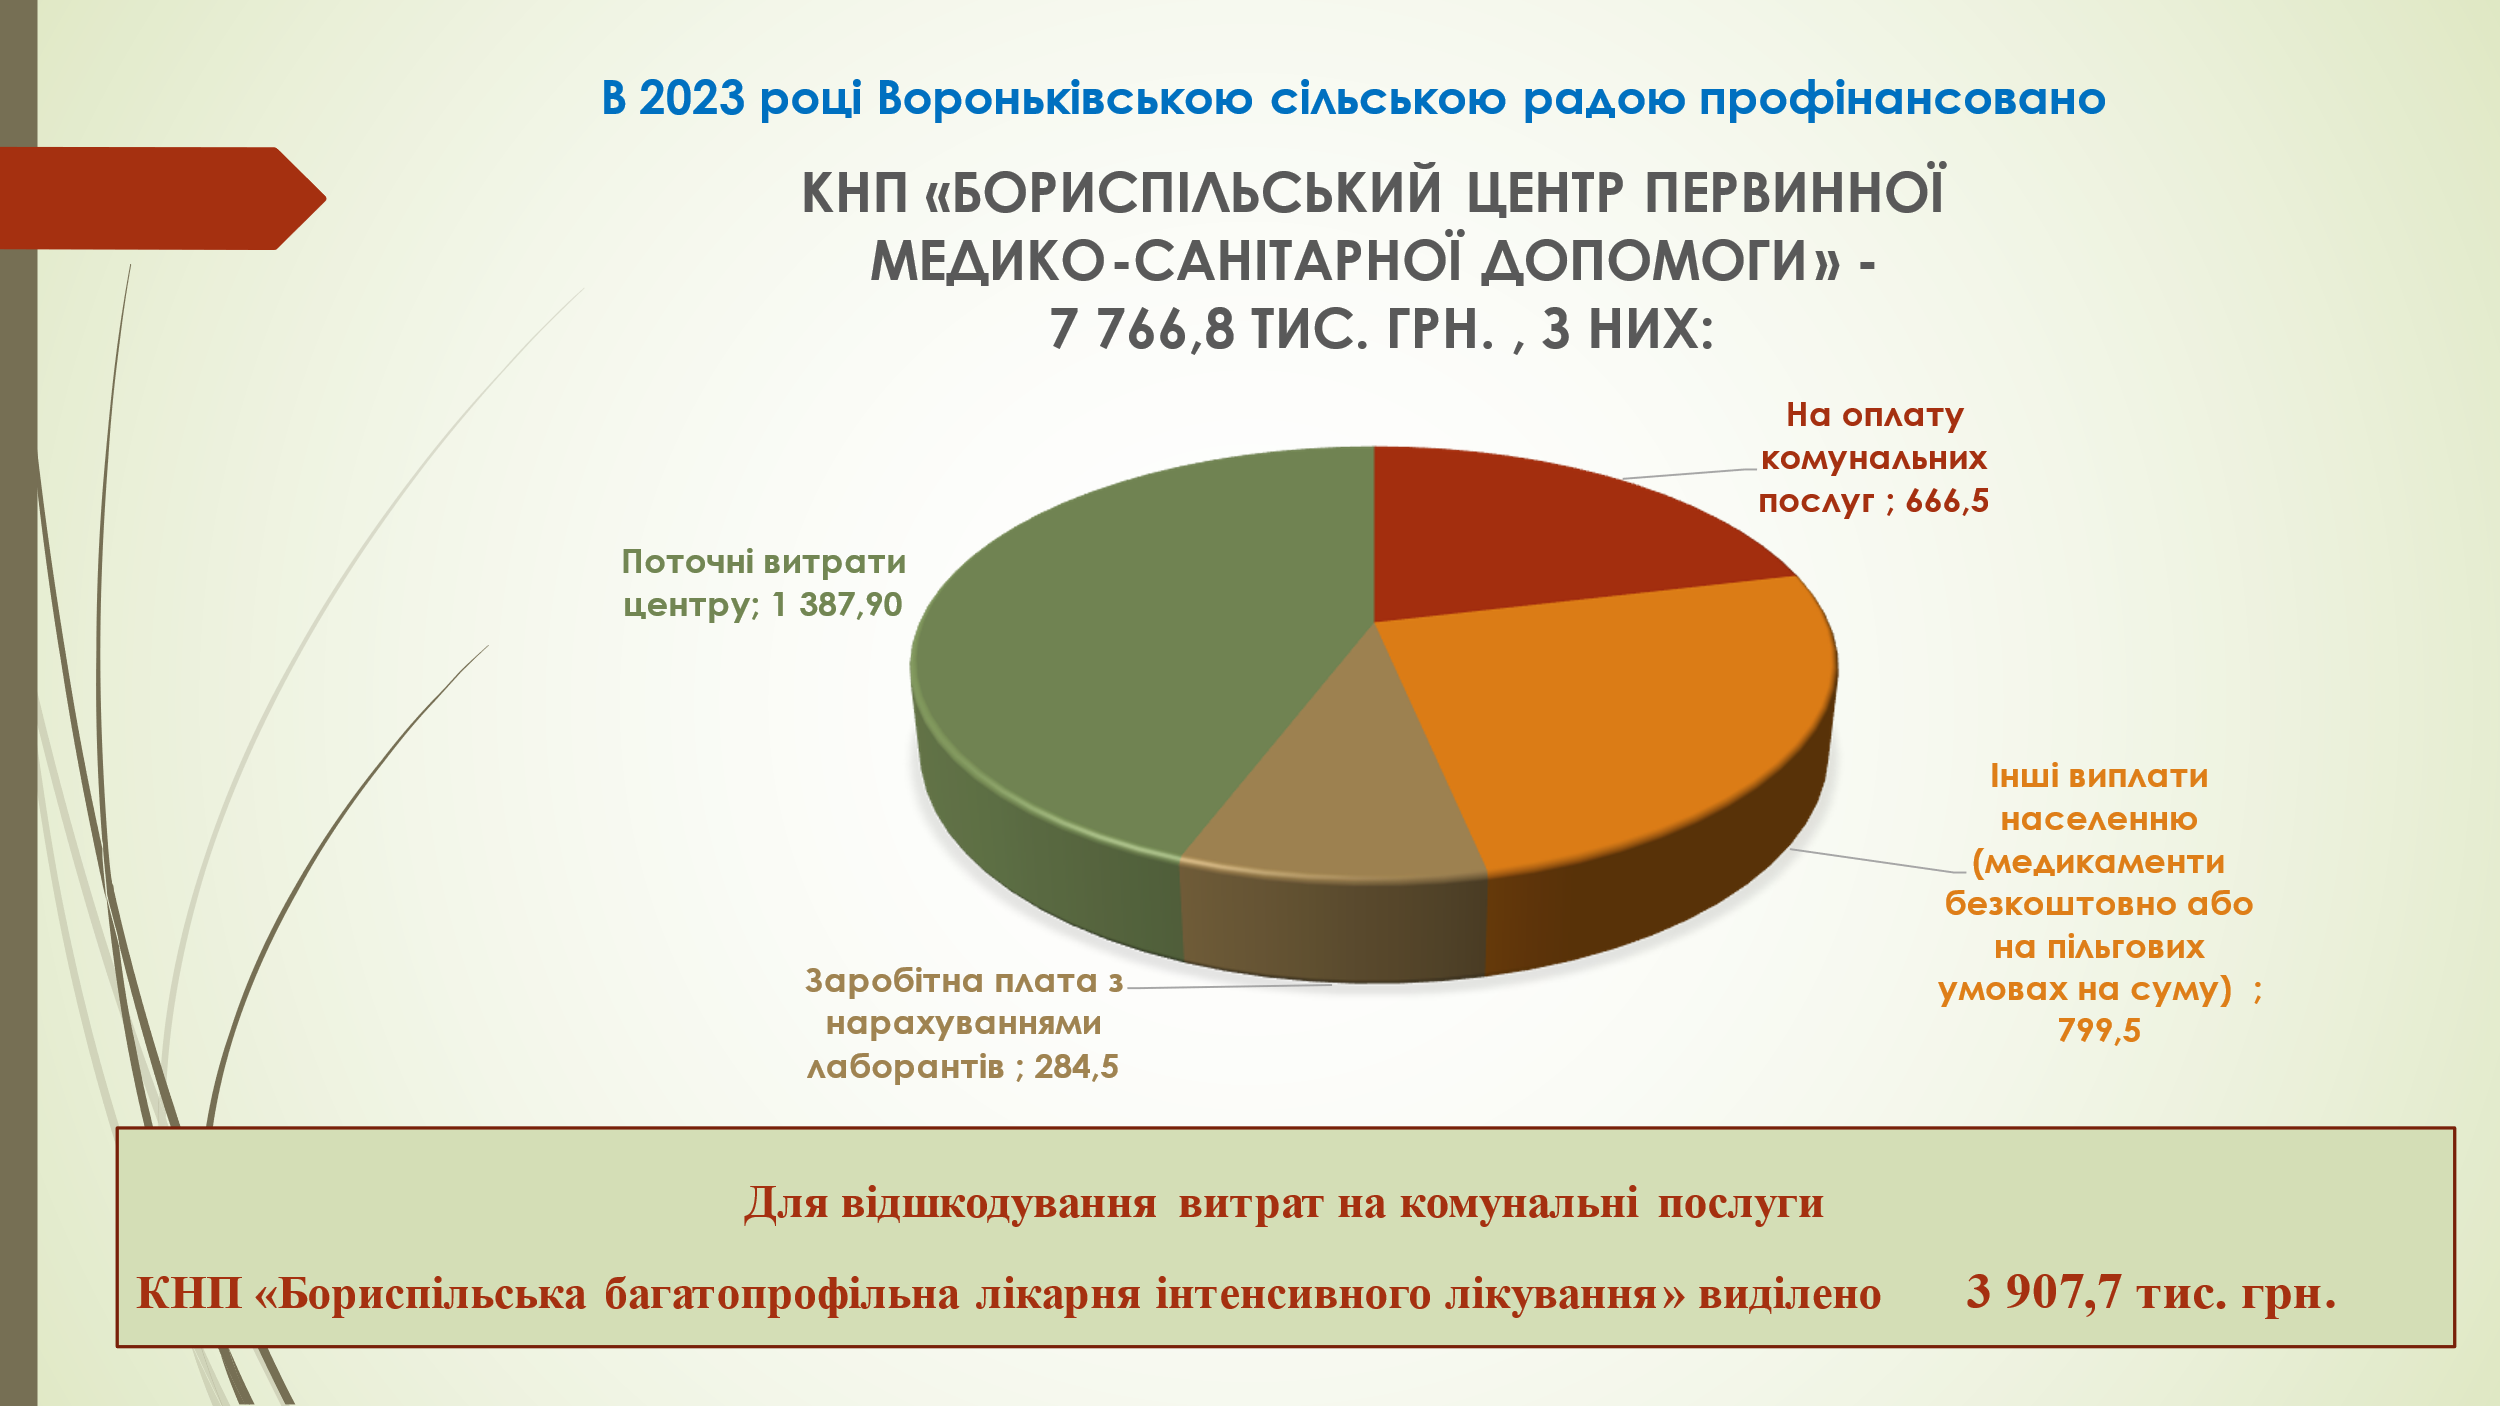 В 2023 році Вороньківською сільською радою профінансовано
КНП «БОРИСПІЛЬСЬКИЙ ЦЕНТР ПЕРВИННОЇ
МЕДИКО-САНІТАРНОЇ ДОПОМОГИ» -
7 766,8 ТИС. ГРН. , З НИХ:
На оплату
комунальних
послуг ; 666,5
Поточні витрати
центру; 1 387,90
Інші виплати
населенню
(медикаменти
безкоштовно або
на пільгових
умовах на суму) ;
799,5
Заробітна плата з
нарахуваннями
лаборантів ; 284,5
Для відшкодування витрат на комунальні послуги
КНП «Бориспільська багатопрофільна лікарня інтенсивного лікування» виділено 3 907,7 тис. грн.